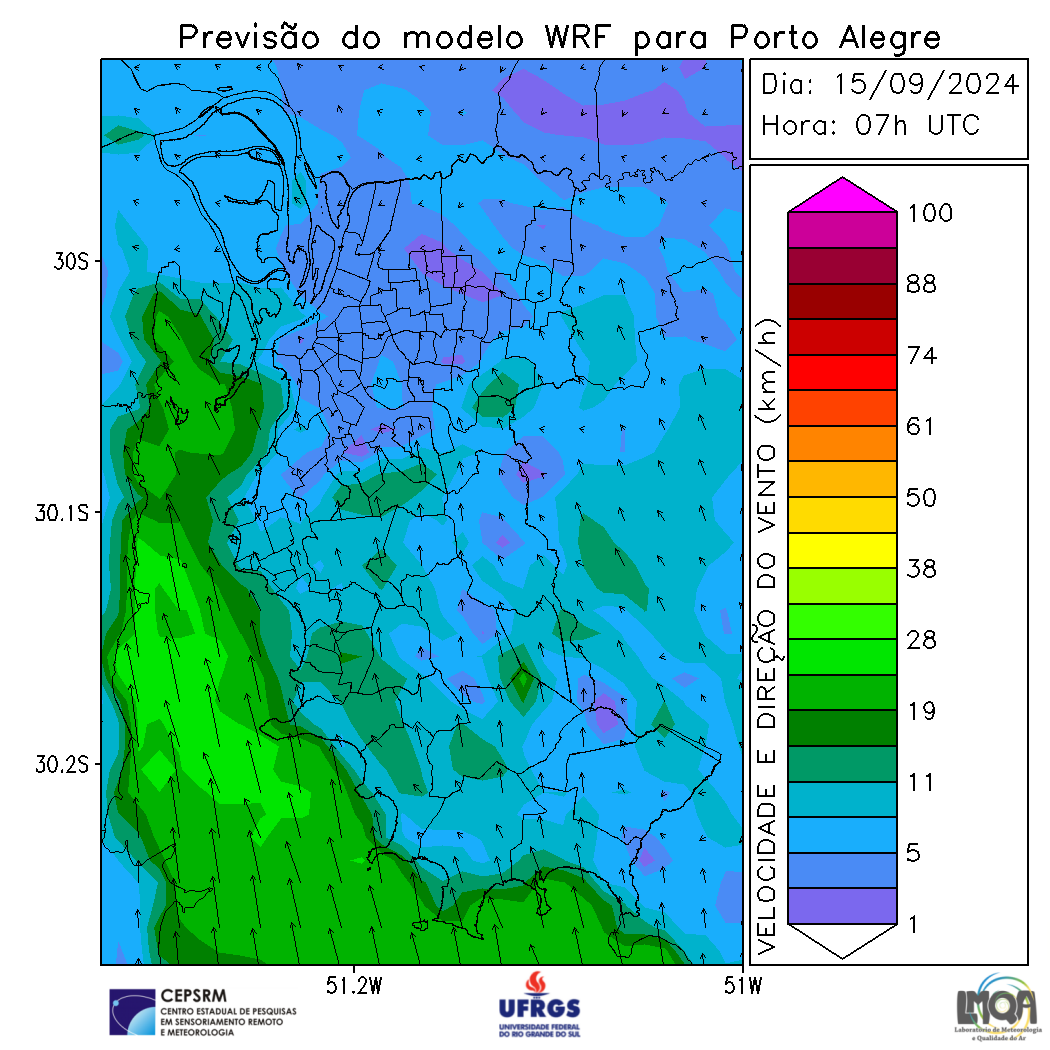 Previsão do modelo WRF para Porto Alegre
Dia: 15/09/2024
Hora: 07h UTC
30S
30.1S
30.2S
51.2W
51W
VELOCIDADE E DIREÇÃO DO VENTO (km/h)
100
88
74
61
50
38
28
19
11
5
1
CEPSRM
CENTRO ESTADUAL DE PESQUISAS
EM SENSORIAMENTO REMOTO
E METEOROLOGIA
UFRGS
UNIVERSIDADE FEDERAL
DO RIO GRANDE DO SUL
LMQA
Laboratório de Meteorologia
e Qualidade do Ar